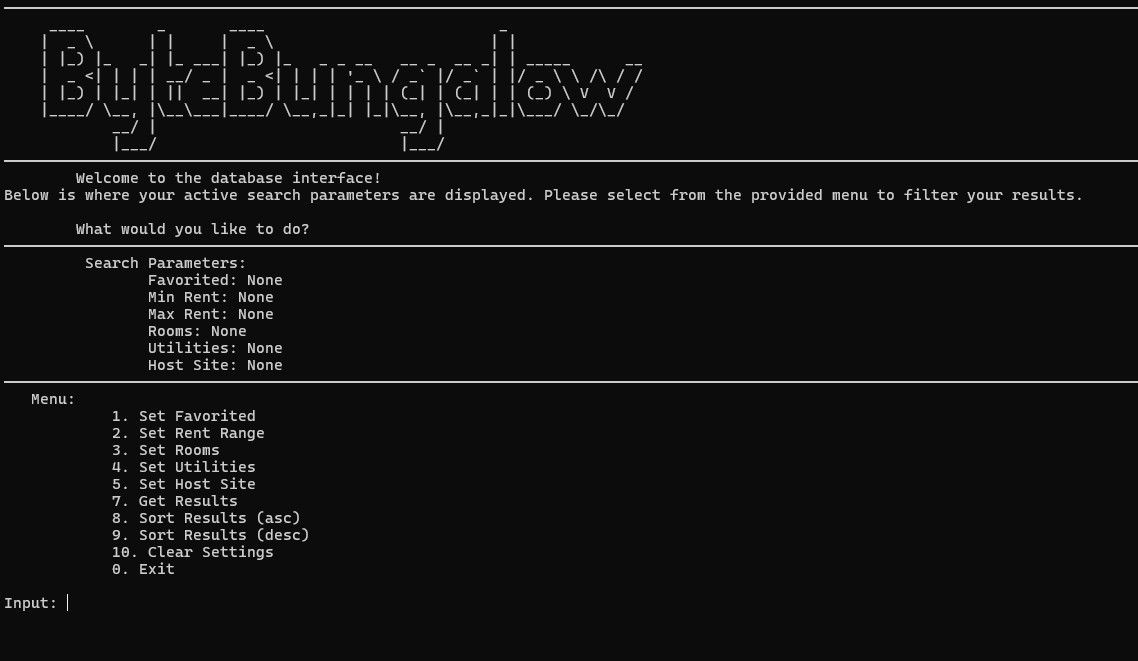 ByteBungalow
Welcome to the database interface!
Below is where your active search parameters are displayed. Please select from the provided menu to filter your results.
What would you like to do?
Search Parameters:
Favorited: None
Min Rent: None
Max Rent: None
Rooms: None
Utilities: None
Host Site: None
Menu:
1. Set Favorited
2. Set Rent Range
3. Set Rooms
4. Set Utilities
5. Set Host Site
7. Get Results
8. Sort Results (asc)
9. Sort Results (desc)
10. Clear Settings
0. Exit
Input: